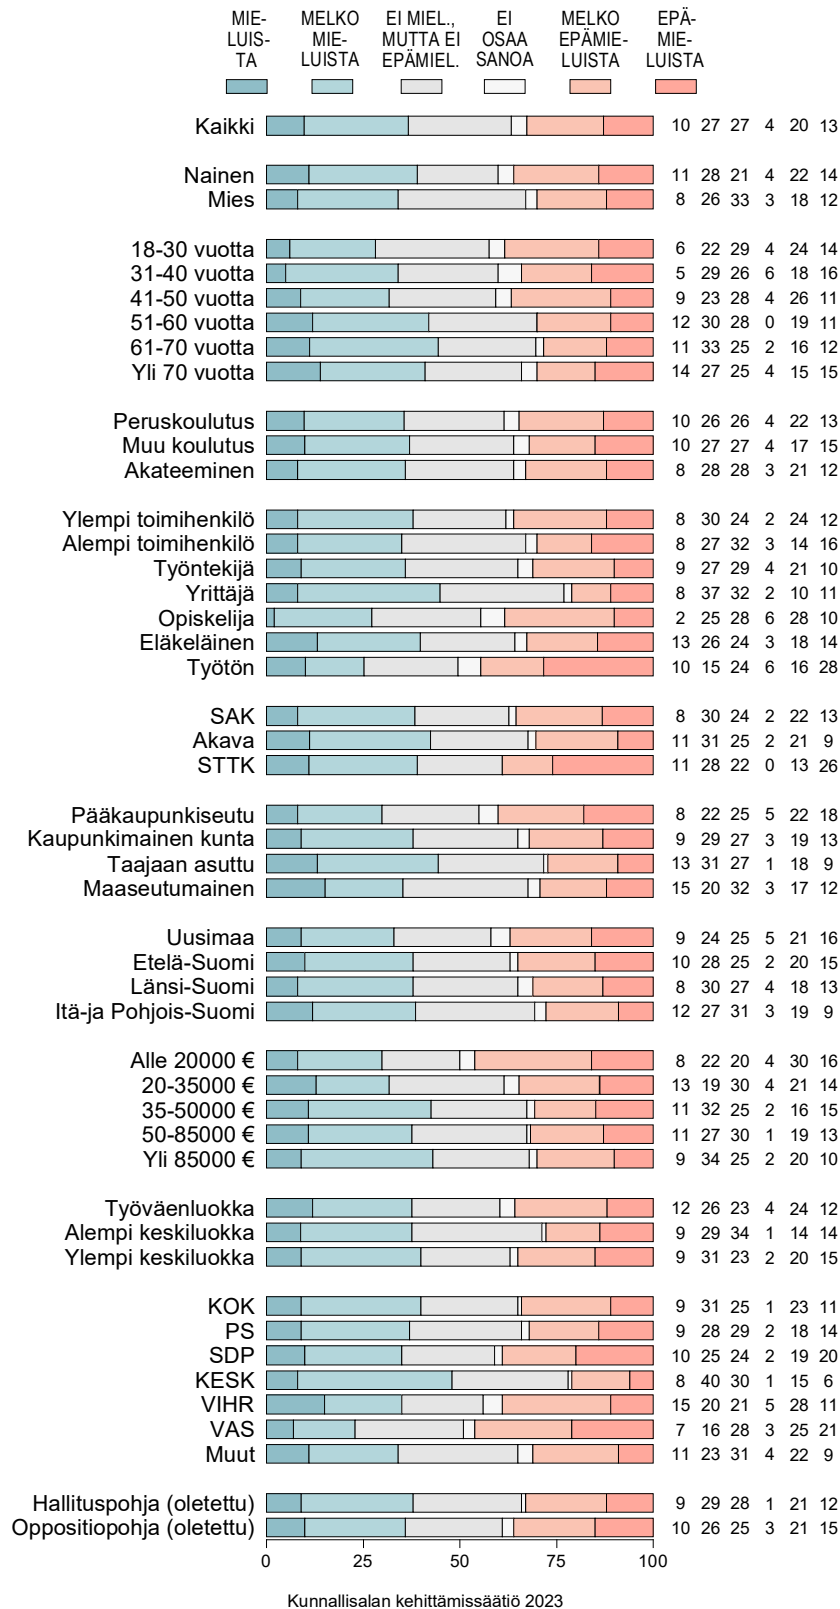 MIE- MELKO EI MIEL., EI MELKO EPÄ-
LUIS- MIE- MUTTA EI OSAA EPÄMIE- MIE-
TA LUISTA EPÄMIEL. SANOA LUISTA LUISTA
Kaikki 10 27 27 4 20 13
Nainen 11 28 21 4 22 14
Mies 8 26 33 3 18 12
18-30 vuotta 6 22 29 4 24 14
31-40 vuotta 5 29 26 6 18 16
41-50 vuotta 9 23 28 4 26 11
51-60 vuotta 12 30 28 0 19 11
61-70 vuotta 11 33 25 2 16 12
Yli 70 vuotta 14 27 25 4 15 15
Peruskoulutus 10 26 26 4 22 13
Muu koulutus 10 27 27 4 17 15
Akateeminen 8 28 28 3 21 12
Ylempi toimihenkilö 8 30 24 2 24 12
Alempi toimihenkilö 8 27 32 3 14 16
Työntekijä 9 27 29 4 21 10
Yrittäjä 8 37 32 2 10 11
Opiskelija 2 25 28 6 28 10
Eläkeläinen 13 26 24 3 18 14
Työtön 10 15 24 6 16 28
SAK 8 30 24 2 22 13
Akava 11 31 25 2 21 9
STTK 11 28 22 0 13 26
Pääkaupunkiseutu 8 22 25 5 22 18
Kaupunkimainen kunta 9 29 27 3 19 13
Taajaan asuttu 13 31 27 1 18 9
Maaseutumainen 15 20 32 3 17 12
Uusimaa 9 24 25 5 21 16
Etelä-Suomi 10 28 25 2 20 15
Länsi-Suomi 8 30 27 4 18 13
Itä-ja Pohjois-Suomi 12 27 31 3 19 9
Alle 20000 € 8 22 20 4 30 16
20-35000 € 13 19 30 4 21 14
35-50000 € 11 32 25 2 16 15
50-85000 € 11 27 30 1 19 13
Yli 85000 € 9 34 25 2 20 10
Työväenluokka 12 26 23 4 24 12
Alempi keskiluokka 9 29 34 1 14 14
Ylempi keskiluokka 9 31 23 2 20 15
KOK 9 31 25 1 23 11
PS 9 28 29 2 18 14
SDP 10 25 24 2 19 20
KESK 8 40 30 1 15 6
VIHR 15 20 21 5 28 11
VAS 7 16 28 3 25 21
Muut 11 23 31 4 22 9
Hallituspohja (oletettu) 9 29 28 1 21 12
Oppositiopohja (oletettu) 10 26 25 3 21 15
0 25 50 75 100
Kunnallisalan kehittämissäätiö 2023